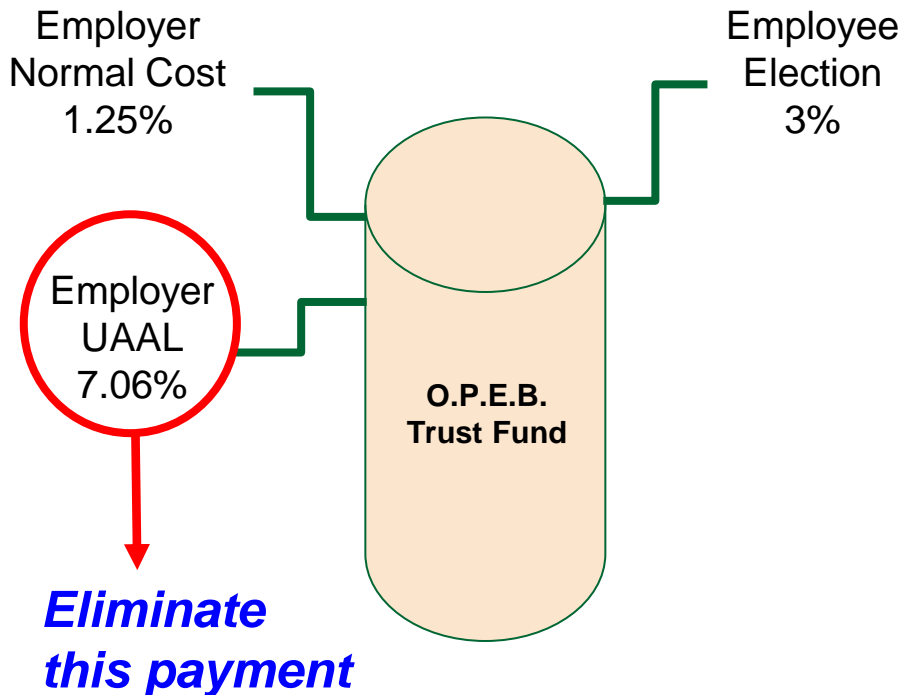 Employer
Normal Cost
1.25%
Employee
Election
3%
Employer
UAAL
7.06%
O.P.E.B.
Trust Fund
Eliminate
this payment